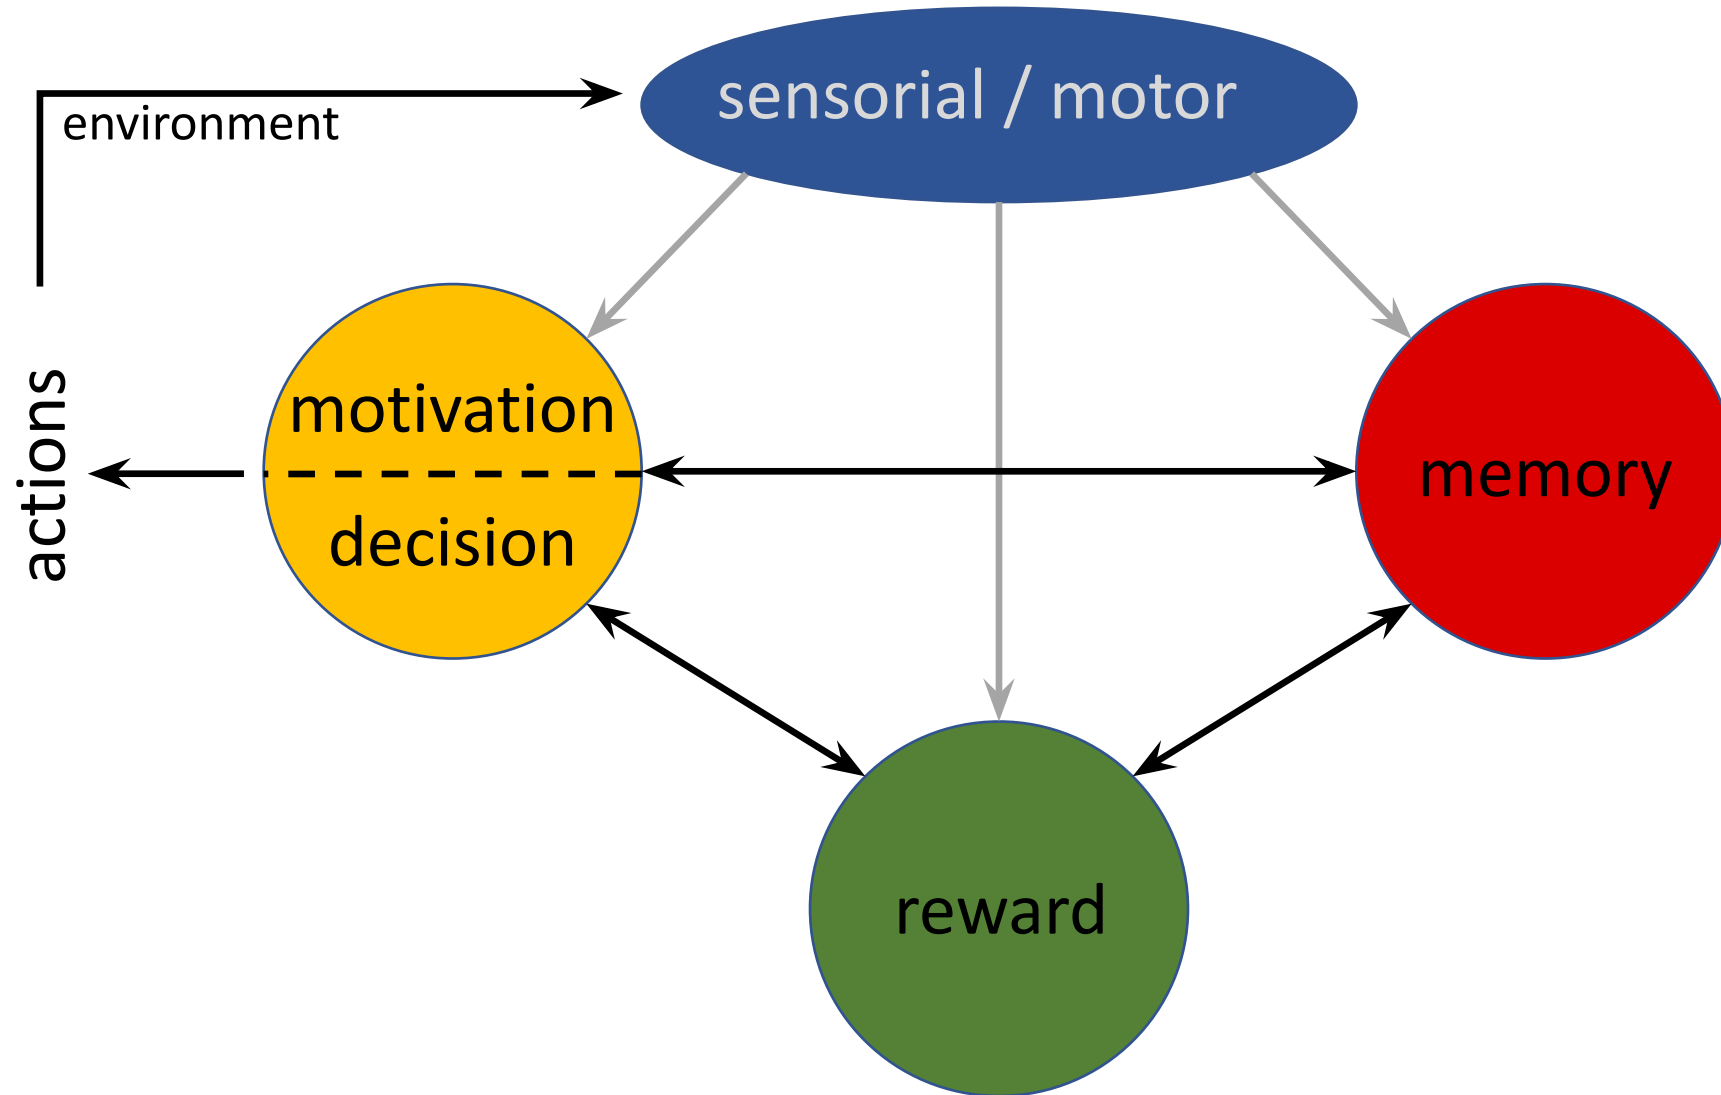 sensorial / motor
environment
actions
motivation
decision
memory
reward